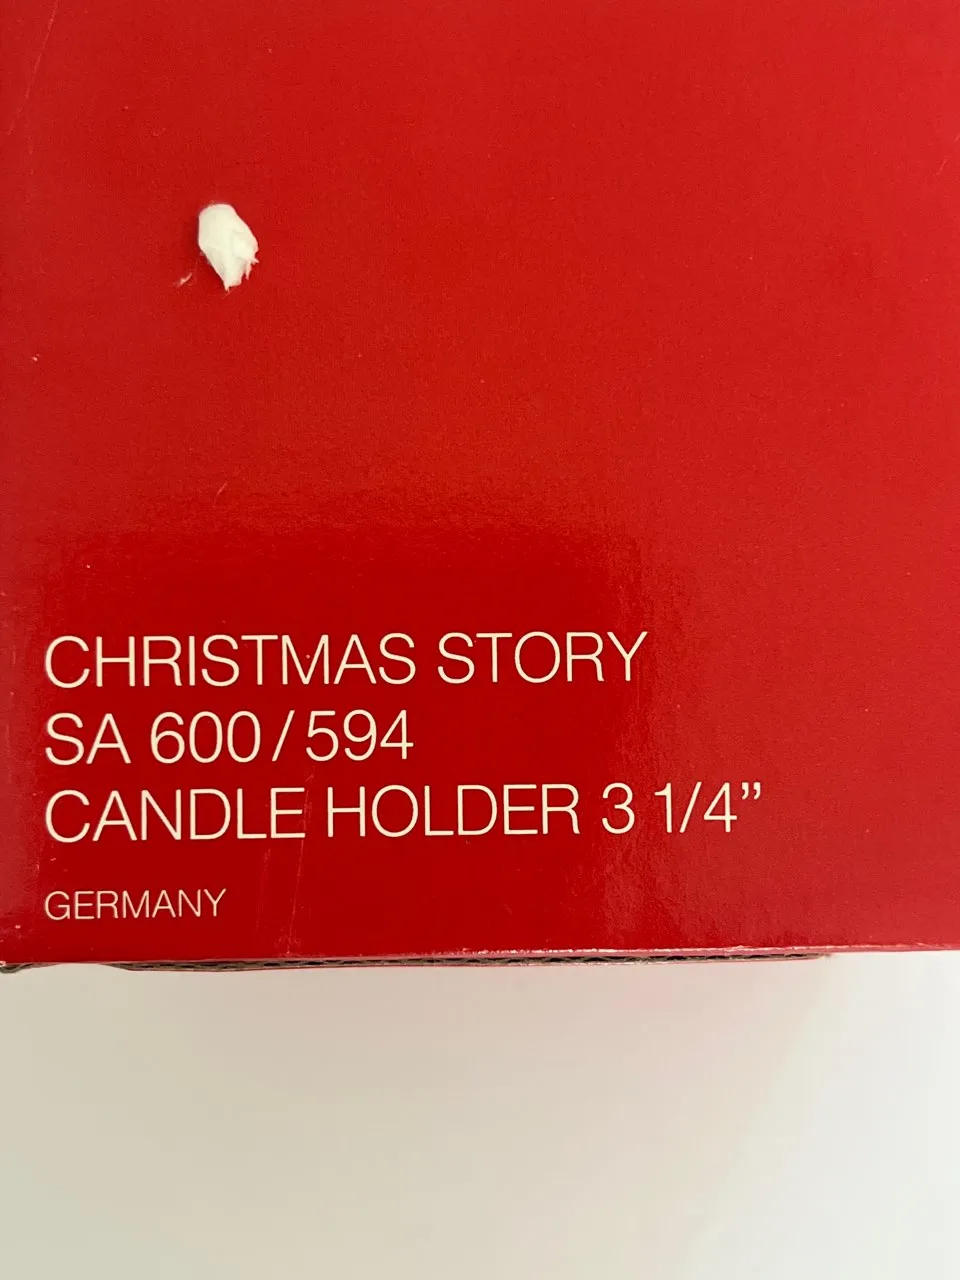 CHRISTMAS STORY
SA 600/594
CANDLE HOLDER 3 1/4”
GERMANY